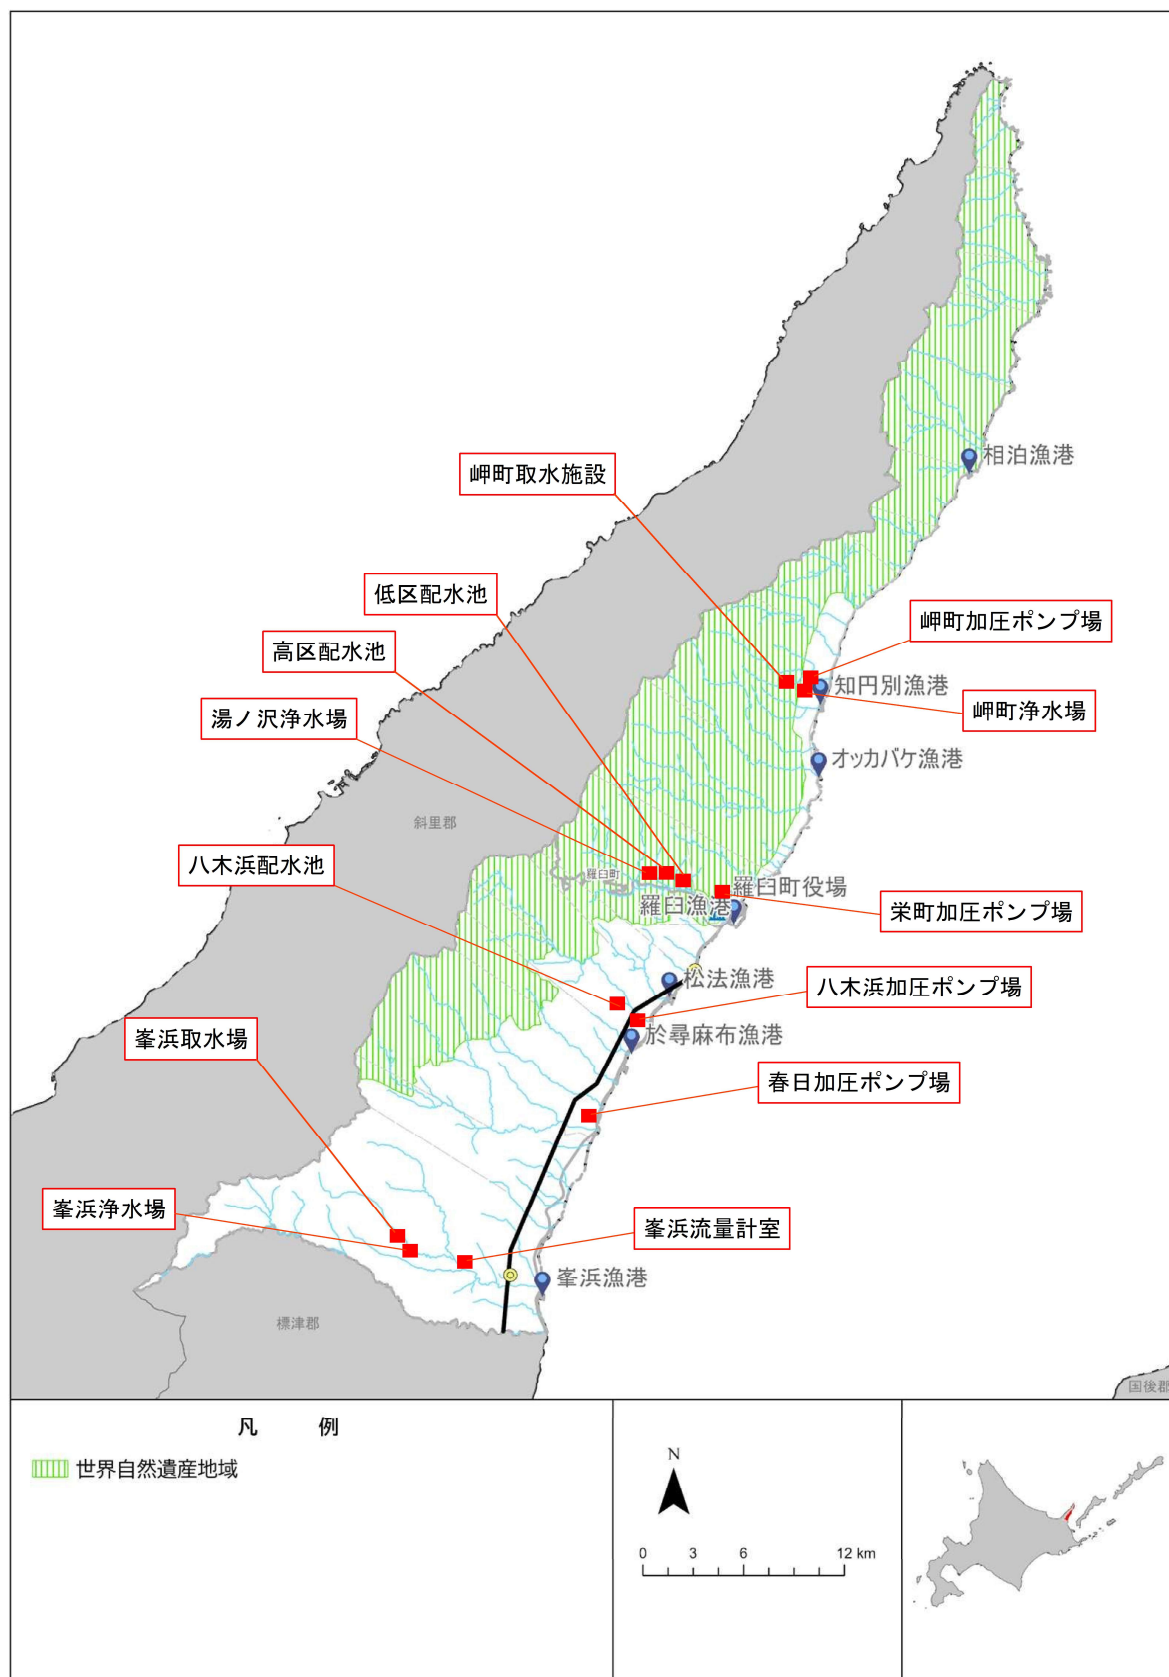 相泊漁港
岬町取水施設
低区配水池
岬町加圧ポンプ場
高区配水池
知円別漁港
湯ノ沢浄水場
岬町浄水場
オッカバケ漁港
斜里郡
八木浜配水池
羅臼町
羅臼町役場
羅臼漁港
栄町加圧ポンプ場
松法漁港
八木浜加圧ポンプ場
峯浜取水場
於尋麻布漁港
春日加圧ポンプ場
峯浜浄水場
峯浜流量計室
峯浜漁港
標津郡
国後郡
凡 例
世界自然遺産地域
N
0 3 6 12 km